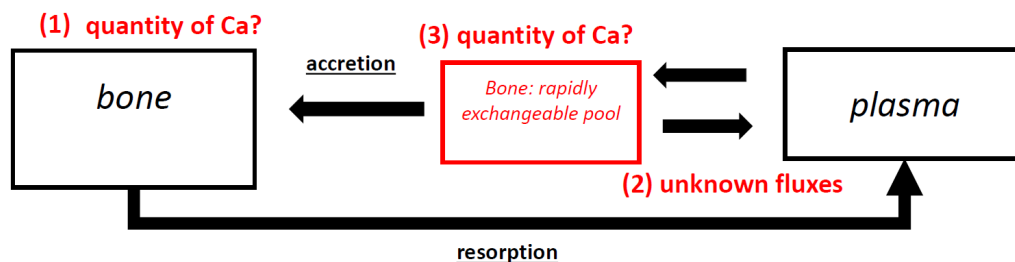 (1) quantity of Ca?
(3) quantity of Ca?
accretion
bone
Bone: rapidly
exchangeable pool
plasma
(2) unknown fluxes
resorption